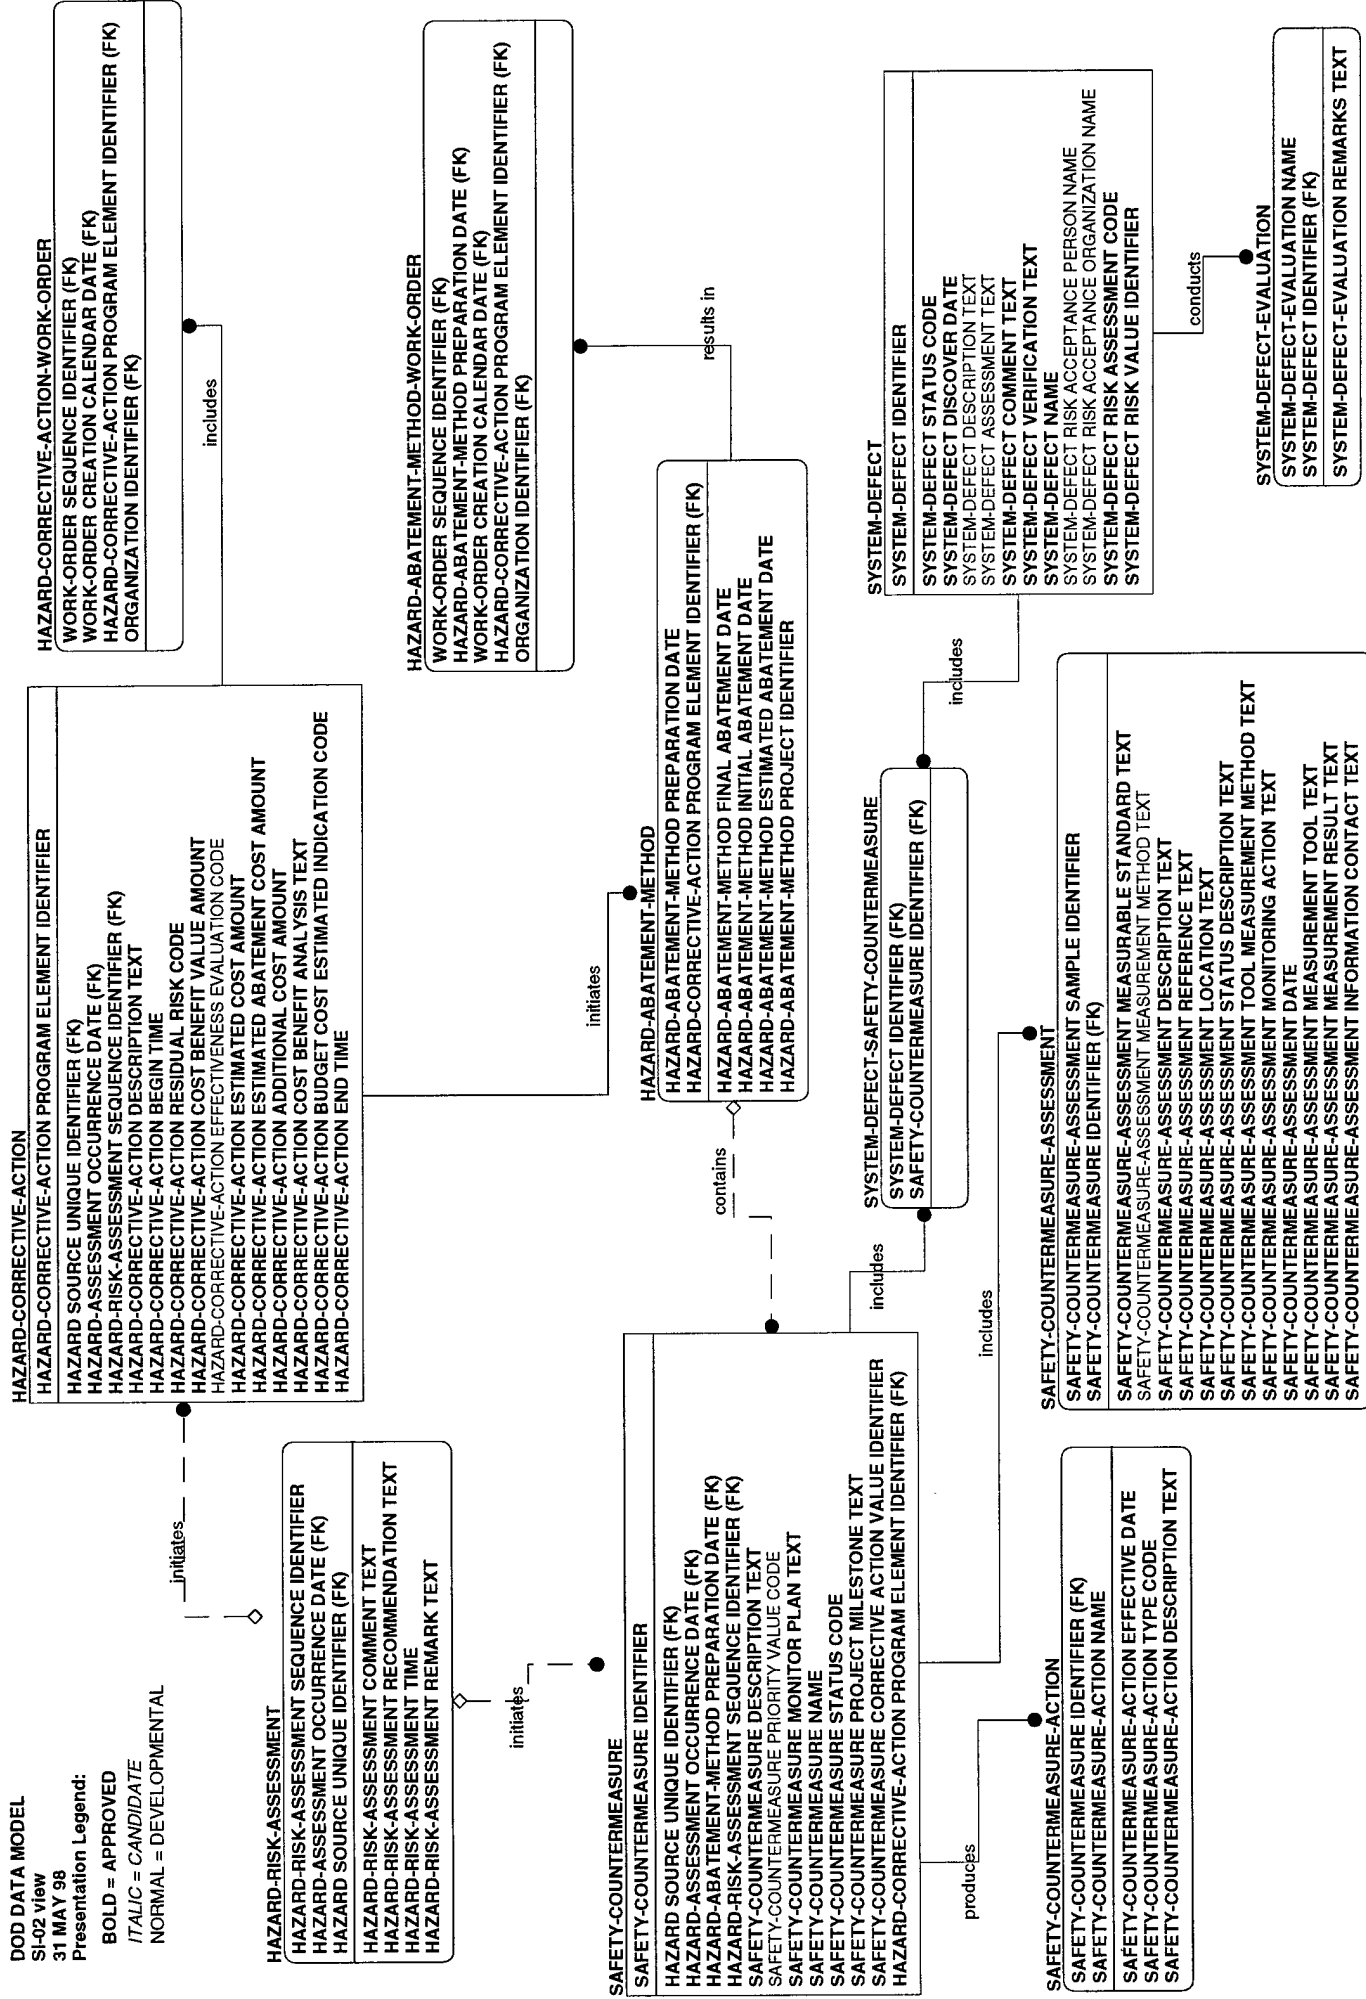 DOD DATA MODEL
SI-02 view
31 MAY 98
Presentation Legend:
BOLD = APPROVED
ITALIC = CANDIDATE
NORMAL = DEVELOPMENTAL
HAZARD-CORRECTIVE-ACTION
HAZARD-CORRECTIVE-ACTION PROGRAM ELEMENT IDENTIFIER
HAZARD SOURCE UNIQUE IDENTIFIER (FK)
HAZARD-ASSESSMENT OCCURRENCE DATE (FK)
HAZARD-RISK-ASSESSMENT SEQUENCE IDENTIFIER (FK)
HAZARD-CORRECTIVE-ACTION DESCRIPTION TEXT
HAZARD-CORRECTIVE-ACTION BEGIN TIME
HAZARD-CORRECTIVE-ACTION RESIDUAL RISK CODE
HAZARD-CORRECTIVE-ACTION COST BENEFIT VALUE AMOUNT
HAZARD-CORRECTIVE-ACTION EFFECTIVENESS EVALUATION CODE
HAZARD-CORRECTIVE-ACTION ESTIMATED COST AMOUNT
HAZARD-CORRECTIVE-ACTION ESTIMATED ABATEMENT COST AMOUNT
HAZARD-CORRECTIVE-ACTION ADDITIONAL COST AMOUNT
HAZARD-CORRECTIVE-ACTION COST BENEFIT ANALYSIS TEXT
HAZARD-CORRECTIVE-ACTION BUDGET COST ESTIMATED INDICATION CODE
HAZARD-CORRECTIVE-ACTION END TIME
HAZARD-CORRECTIVE-ACTION-WORK-ORDER
WORK-ORDER SEQUENCE IDENTIFIER (FK)
WORK-ORDER CREATION CALENDAR DATE (FK)
HAZARD-CORRECTIVE-ACTION PROGRAM ELEMENT IDENTIFIER (FK)
ORGANIZATION IDENTIFIER (FK)
includes
initiates
HAZARD-RISK-ASSESSMENT
HAZARD-RISK-ASSESSMENT SEQUENCE IDENTIFIER
HAZARD-ASSESSMENT OCCURRENCE DATE (FK)
HAZARD SOURCE UNIQUE IDENTIFIER (FK)
HAZARD-RISK-ASSESSMENT COMMENT TEXT
HAZARD-RISK-ASSESSMENT RECOMMENDATION TEXT
HAZARD-RISK-ASSESSMENT TIME
HAZARD-RISK-ASSESSMENT REMARK TEXT
initiates
initiates
HAZARD-ABATEMENT-METHOD-WORK-ORDER
WORK-ORDER SEQUENCE IDENTIFIER (FK)
HAZARD-ABATEMENT-METHOD PREPARATION DATE (FK)
WORK-ORDER CREATION CALENDAR DATE (FK)
HAZARD-CORRECTIVE-ACTION PROGRAM ELEMENT IDENTIFIER (FK)
ORGANIZATION IDENTIFIER (FK)
results in
HAZARD-ABATEMENT-METHOD
HAZARD-ABATEMENT-METHOD PREPARATION DATE
HAZARD-CORRECTIVE-ACTION PROGRAM ELEMENT IDENTIFIER (FK)
HAZARD-ABATEMENT-METHOD FINAL ABATEMENT DATE
HAZARD-ABATEMENT-METHOD INITIAL ABATEMENT DATE
HAZARD-ABATEMENT-METHOD ESTIMATED ABATEMENT DATE
HAZARD-ABATEMENT-METHOD PROJECT IDENTIFIER
contains
SAFETY-COUNTERMEASURE
SAFETY-COUNTERMEASURE IDENTIFIER
HAZARD SOURCE UNIQUE IDENTIFIER (FK)
HAZARD-ASSESSMENT OCCURRENCE DATE (FK)
HAZARD-ABATEMENT-METHOD PREPARATION DATE (FK)
HAZARD-RISK-ASSESSMENT SEQUENCE IDENTIFIER (FK)
SAFETY-COUNTERMEASURE DESCRIPTION TEXT
SAFETY-COUNTERMEASURE PRIORITY VALUE CODE
SAFETY-COUNTERMEASURE MONITOR PLAN TEXT
SAFETY-COUNTERMEASURE NAME
SAFETY-COUNTERMEASURE STATUS CODE
SAFETY-COUNTERMEASURE PROJECT MILESTONE TEXT
SAFETY-COUNTERMEASURE CORRECTIVE ACTION VALUE IDENTIFIER
HAZARD-CORRECTIVE-ACTION PROGRAM ELEMENT IDENTIFIER (FK)
includes
SYSTEM-DEFECT-SAFETY-COUNTERMEASURE
SYSTEM-DEFECT IDENTIFIER (FK)
SAFETY-COUNTERMEASURE IDENTIFIER (FK)
includes
SYSTEM-DEFECT
SYSTEM-DEFECT IDENTIFIER
SYSTEM-DEFECT STATUS CODE
SYSTEM-DEFECT DISCOVER DATE
SYSTEM-DEFECT DESCRIPTION TEXT
SYSTEM-DEFECT ASSESSMENT TEXT
SYSTEM-DEFECT COMMENT TEXT
SYSTEM-DEFECT VERIFICATION TEXT
SYSTEM-DEFECT NAME
SYSTEM-DEFECT RISK ACCEPTANCE PERSON NAME
SYSTEM-DEFECT RISK ACCEPTANCE ORGANIZATION NAME
SYSTEM-DEFECT RISK ASSESSMENT CODE
SYSTEM-DEFECT RISK VALUE IDENTIFIER
conducts
SYSTEM-DEFECT-EVALUATION
SYSTEM-DEFECT-EVALUATION NAME
SYSTEM-DEFECT IDENTIFIER (FK)
SYSTEM-DEFECT-EVALUATION REMARKS TEXT
produces
includes
SAFETY-COUNTERMEASURE-ACTION
SAFETY-COUNTERMEASURE IDENTIFIER (FK)
SAFETY-COUNTERMEASURE-ACTION NAME
SAFETY-COUNTERMEASURE-ACTION EFFECTIVE DATE
SAFETY-COUNTERMEASURE-ACTION TYPE CODE
SAFETY-COUNTERMEASURE-ACTION DESCRIPTION TEXT
SAFETY-COUNTERMEASURE-ASSESSMENT
SAFETY-COUNTERMEASURE-ASSESSMENT SAMPLE IDENTIFIER
SAFETY-COUNTERMEASURE IDENTIFIER (FK)
SAFETY-COUNTERMEASURE-ASSESSMENT MEASURABLE STANDARD TEXT
SAFETY-COUNTERMEASURE-ASSESSMENT MEASUREMENT METHOD TEXT
SAFETY-COUNTERMEASURE-ASSESSMENT DESCRIPTION TEXT
SAFETY-COUNTERMEASURE-ASSESSMENT REFERENCE TEXT
SAFETY-COUNTERMEASURE-ASSESSMENT LOCATION TEXT
SAFETY-COUNTERMEASURE-ASSESSMENT STATUS DESCRIPTION TEXT
SAFETY-COUNTERMEASURE-ASSESSMENT TOOL MEASUREMENT METHOD TEXT
SAFETY-COUNTERMEASURE-ASSESSMENT MONITORING ACTION TEXT
SAFETY-COUNTERMEASURE-ASSESSMENT DATE
SAFETY-COUNTERMEASURE-ASSESSMENT MEASUREMENT TOOL TEXT
SAFETY-COUNTERMEASURE-ASSESSMENT MEASUREMENT RESULT TEXT
SAFETY-COUNTERMEASURE-ASSESSMENT INFORMATION CONTACT TEXT